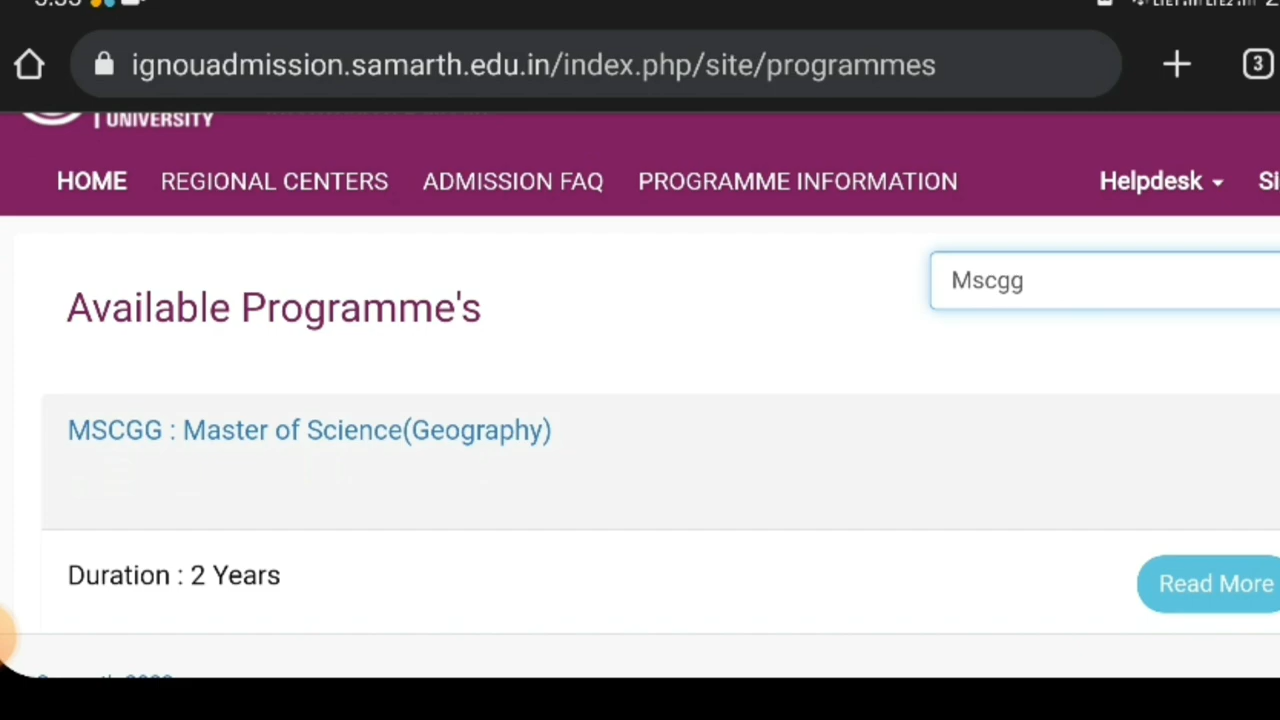 ignouadmission.samarth.edu.in/index.php/site/programmes
3
UNIVERSITY
HOME REGIONAL CENTERS ADMISSION FAQ PROGRAMME INFORMATION Helpdesk Si
Mscgg
Available Programme's
MSCGG : Master of Science(Geography)
Duration : 2 Years
Read More